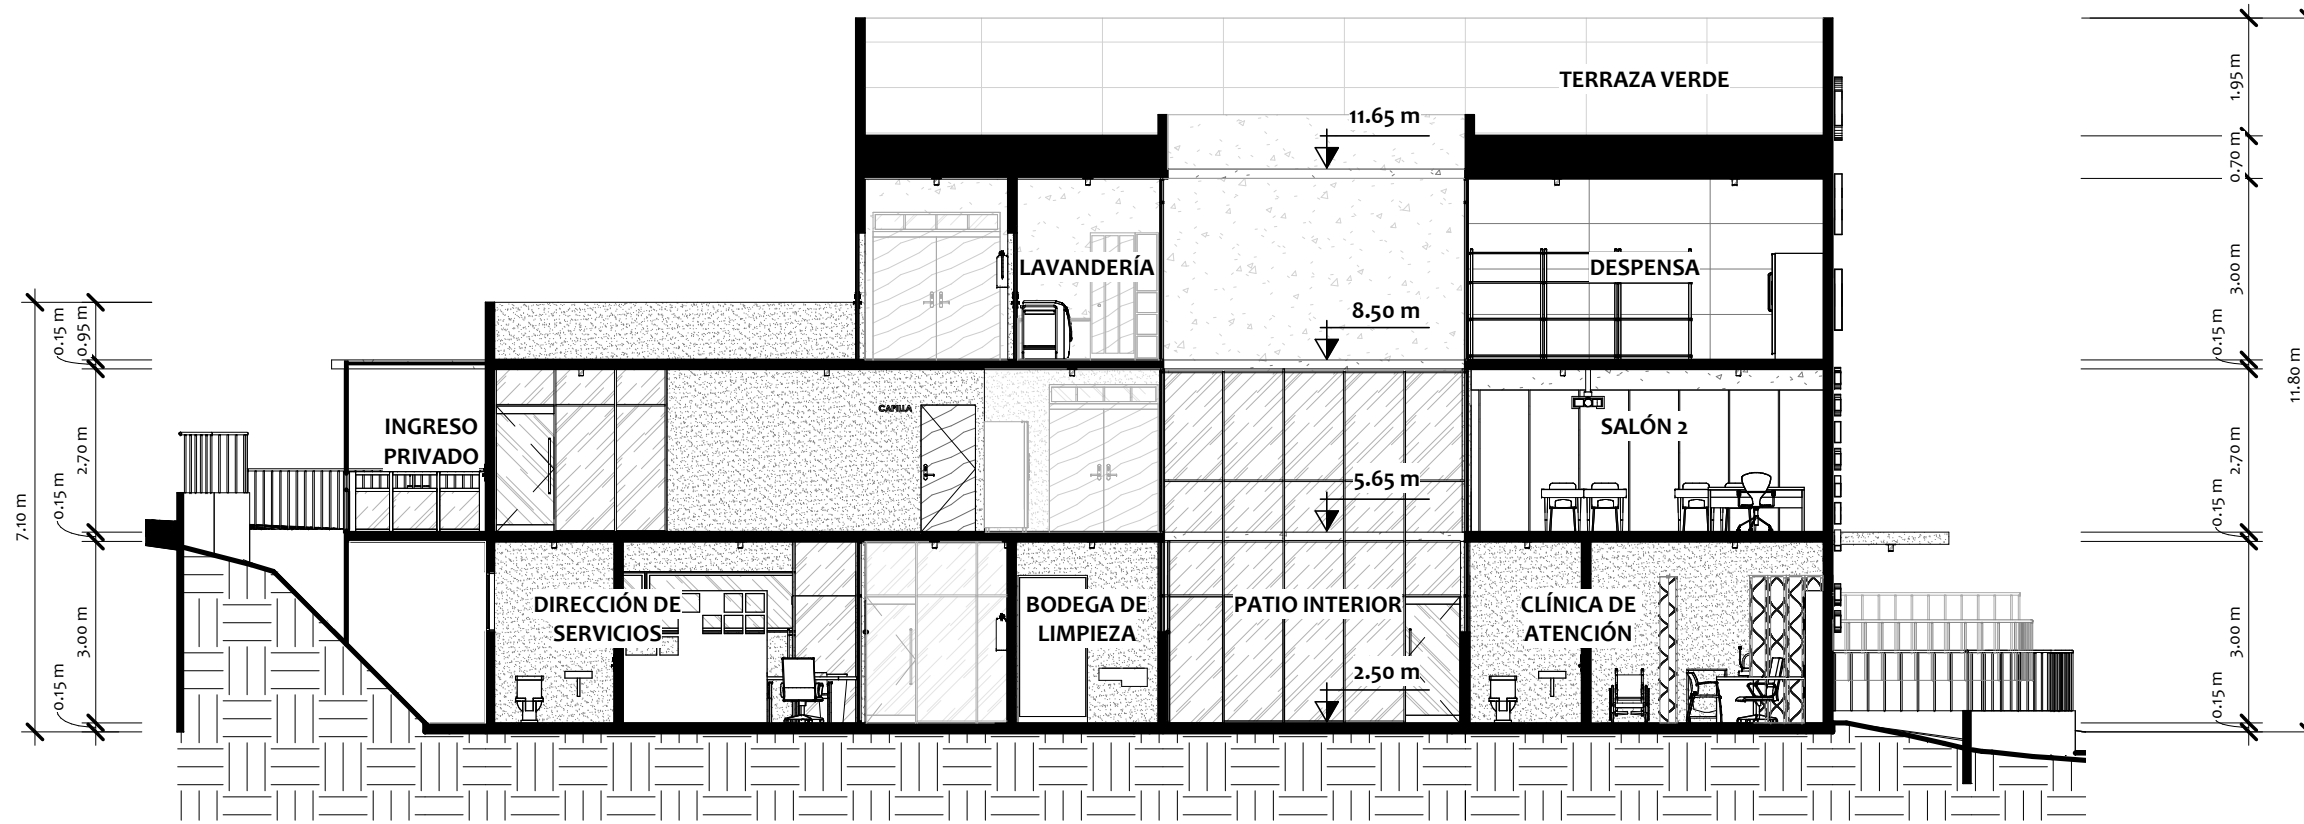 TERRAZA VERDE
11.65 m
LAVANDERÍA
DESPENSA
8.50 m
CAPILLA
INGRESO
PRIVADO
SALÓN 2
5.65 m
DIRECCIÓN DE
SERVICIOS
BODEGA DE
LIMPIEZA
PATIO INTERIOR
CLÍNICA DE
ATENCIÓN
2.50 m
7.10 m
0.15 m
0.95 m
2.70 m
0.15 m
3.00 m
0.15 m
1.95 m
0.70 m
3.00 m
0.15 m
2.70 m
0.15 m
3.00 m
0.15 m
11.80 m